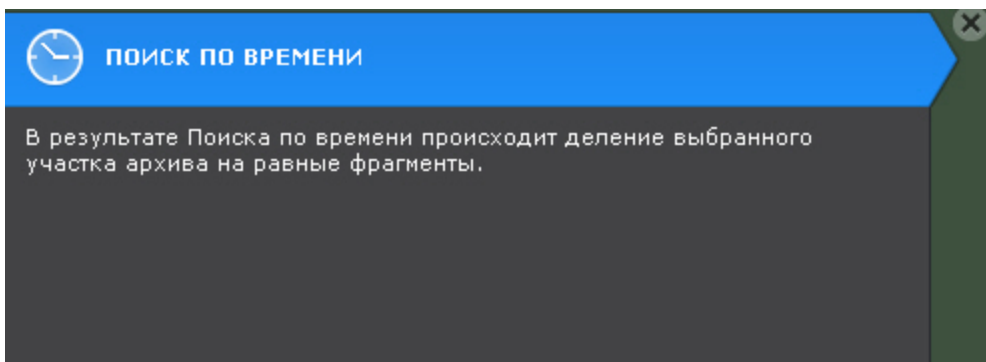 ПОИСК ПО ВРЕМЕНИ
В результате Поиска по времени происходит деление выбранного
участка архива на равные фрагменты.